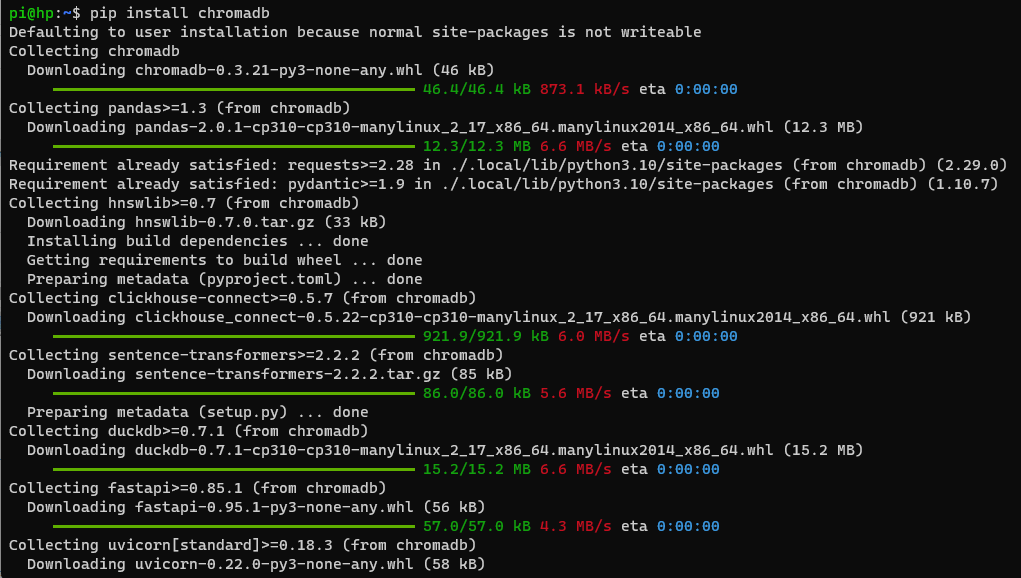 pi@hp:~$ pip install chromadb
Defaulting to user installation because normal site-packages is not writeable
Collecting chromadb
  Downloading chromadb-0.3.21-py3-none-any.whl (46 kB)
46.4/46.4 kB 873.1 kB/s eta 0:00:00
Collecting pandas>=1.3 (from chromadb)
  Downloading pandas-2.0.1-cp310-cp310-manylinux_2_17_x86_64.manylinux2014_x86_64.whl (12.3 MB)
12.3/12.3 MB 6.6 MB/s eta 0:00:00
Requirement already satisfied: requests>=2.28 in ./.local/lib/python3.10/site-packages (from chromadb) (2.29.0)
Requirement already satisfied: pydantic>=1.9 in ./.local/lib/python3.10/site-packages (from chromadb) (1.10.7)
Collecting hnswlib>=0.7 (from chromadb)
  Downloading hnswlib-0.7.0.tar.gz (33 kB)
  Installing build dependencies ... done
  Getting requirements to build wheel ... done
  Preparing metadata (pyproject.toml) ... done
Collecting clickhouse-connect>=0.5.7 (from chromadb)
  Downloading clickhouse_connect-0.5.22-cp310-cp310-manylinux_2_17_x86_64.manylinux2014_x86_64.whl (921 kB)
921.9/921.9 kB 6.0 MB/s eta 0:00:00
Collecting sentence-transformers>=2.2.2 (from chromadb)
  Downloading sentence-transformers-2.2.2.tar.gz (85 kB)
86.0/86.0 kB 5.6 MB/s eta 0:00:00
  Preparing metadata (setup.py) ... done
Collecting duckdb>=0.7.1 (from chromadb)
  Downloading duckdb-0.7.1-cp310-cp310-manylinux_2_17_x86_64.manylinux2014_x86_64.whl (15.2 MB)
15.2/15.2 MB 6.6 MB/s eta 0:00:00
Collecting fastapi>=0.85.1 (from chromadb)
  Downloading fastapi-0.95.1-py3-none-any.whl (56 kB)
57.0/57.0 kB 4.3 MB/s eta 0:00:00
Collecting uvicorn[standard]>=0.18.3 (from chromadb)
  Downloading uvicorn-0.22.0-py3-none-any.whl (58 kB)